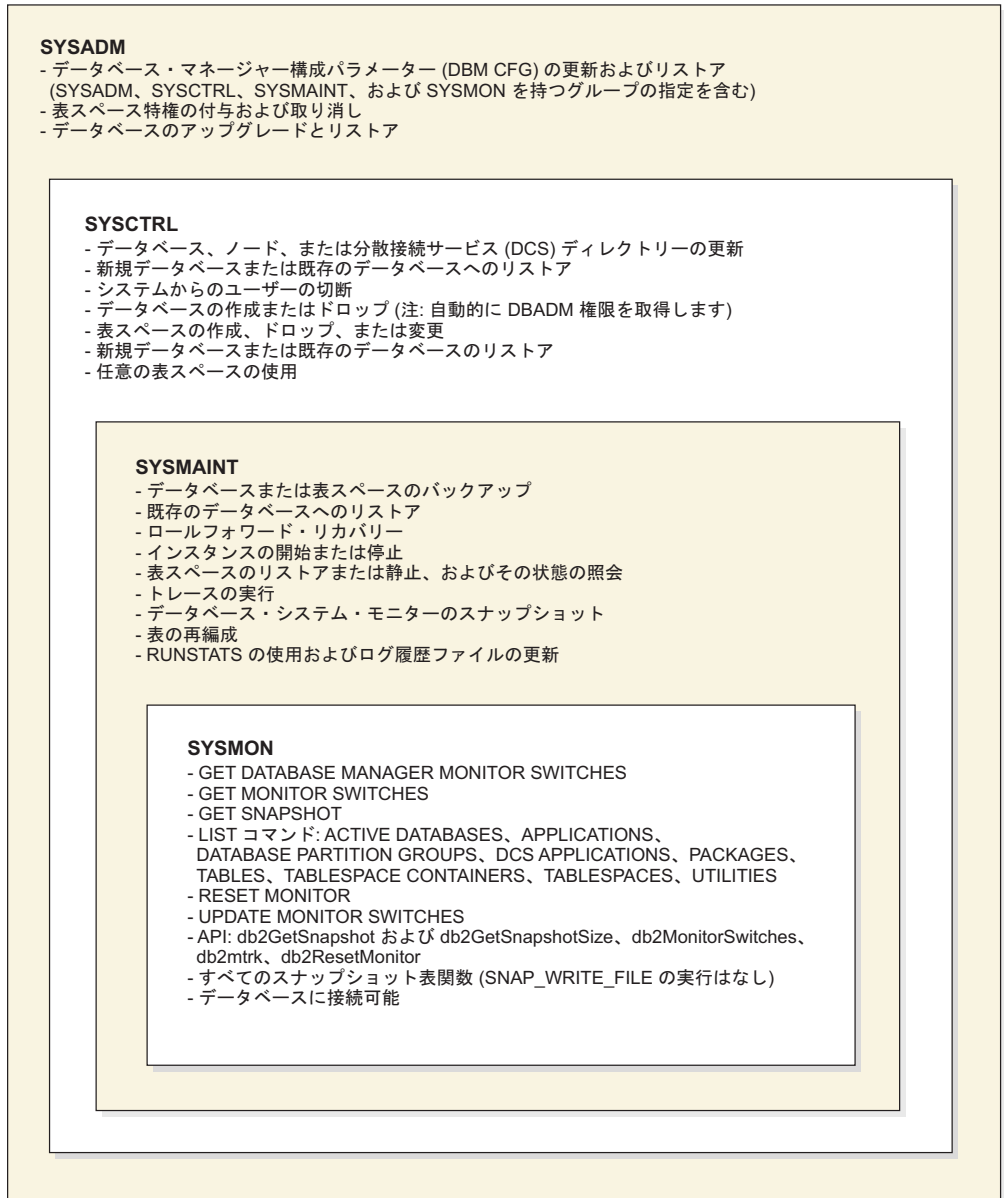 SYSADM
- データベース・マネージャー構成パラメーター (DBM CFG) の更新およびリストア
(SYSADM、SYSCTRL、SYSMAINT、および SYSMON を持つグループの指定を含む)
- 表スペース特権の付与および取り消し
- データベースのアップグレードとリストア
SYSCTRL
- データベース、ノード、または分散接続サービス (DCS) ディレクトリーの更新
- 新規データベースまたは既存のデータベースへのリストア
- システムからのユーザーの切断
- データベースの作成またはドロップ (注: 自動的に DBADM 権限を取得します)
- 表スペースの作成、ドロップ、または変更
- 新規データベースまたは既存のデータベースのリストア
- 任意の表スペースの使用
SYSMAINT
- データベースまたは表スペースのバックアップ
- 既存のデータベースへのリストア
- ロールフォワード・リカバリー
- インスタンスの開始または停止
- 表スペースのリストアまたは静止、およびその状態の照会
- トレースの実行
- データベース・システム・モニターのスナップショット
- 表の再編成
- RUNSTATS の使用およびログ履歴ファイルの更新
SYSMON
- GET DATABASE MANAGER MONITOR SWITCHES
- GET MONITOR SWITCHES
- GET SNAPSHOT
- LIST コマンド: ACTIVE DATABASES、APPLICATIONS、
DATABASE PARTITION GROUPS、DCS APPLICATIONS、PACKAGES、
TABLES、TABLESPACE CONTAINERS、TABLESPACES、UTILITIES
- RESET MONITOR
- UPDATE MONITOR SWITCHES
- API: db2GetSnapshot および db2GetSnapshotSize、db2MonitorSwitches、
db2mtrk、db2ResetMonitor
- すべてのスナップショット表関数 (SNAP_WRITE_FILE の実行はなし)
- データベースに接続可能